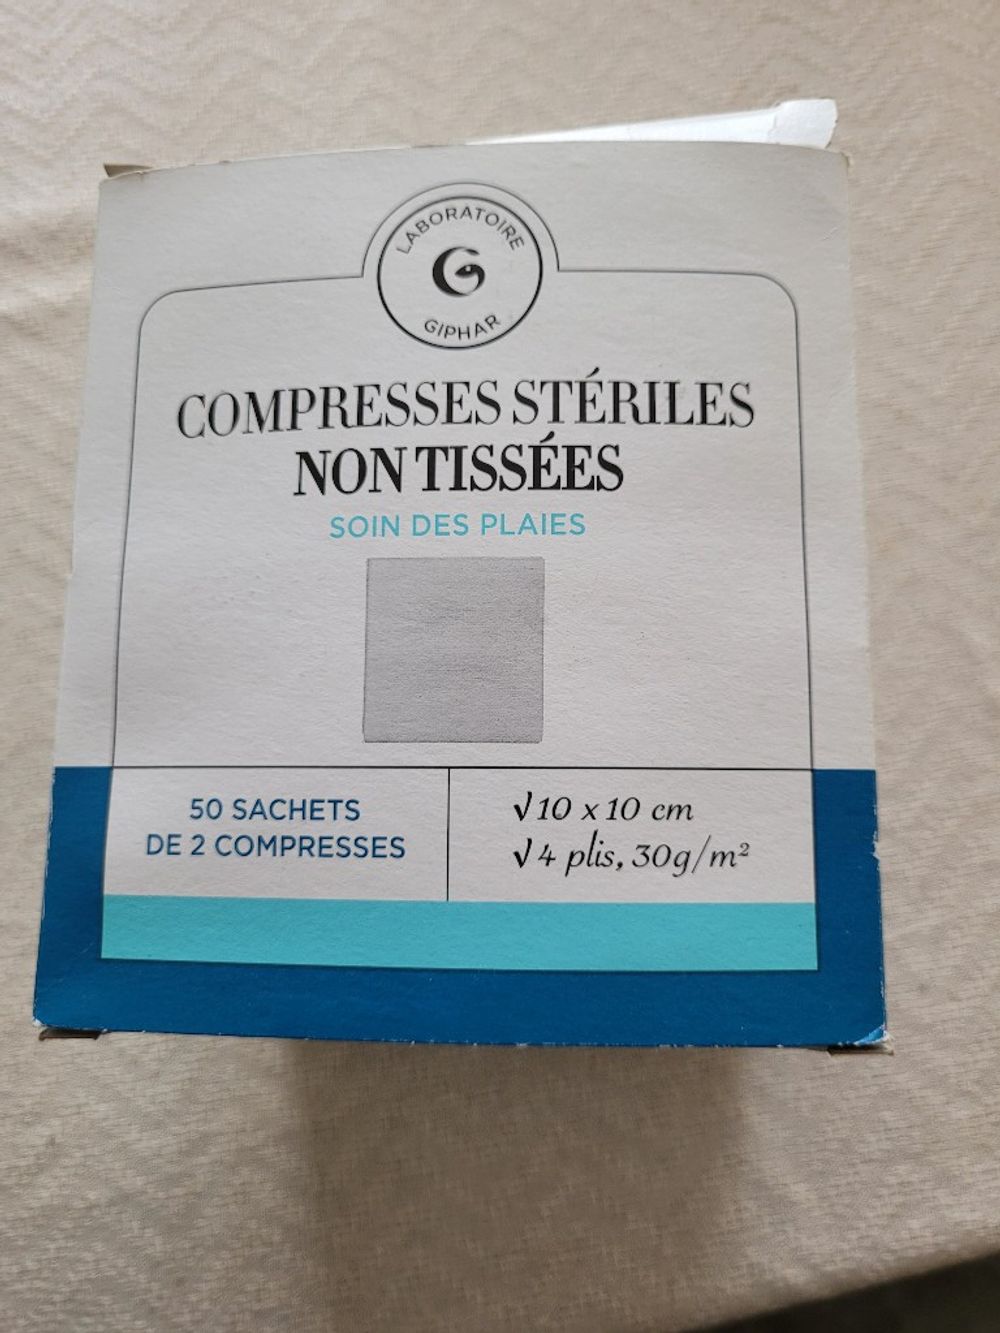 LABORATOIRE
GIPHAR
COMPRESSES STÉRILES
NON TISSÉES
SOIN DES PLAIES
50 SACHETS
DE 2 COMPRESSES
√ 10 x 10 cm
√ 4 plis, 30g/m²